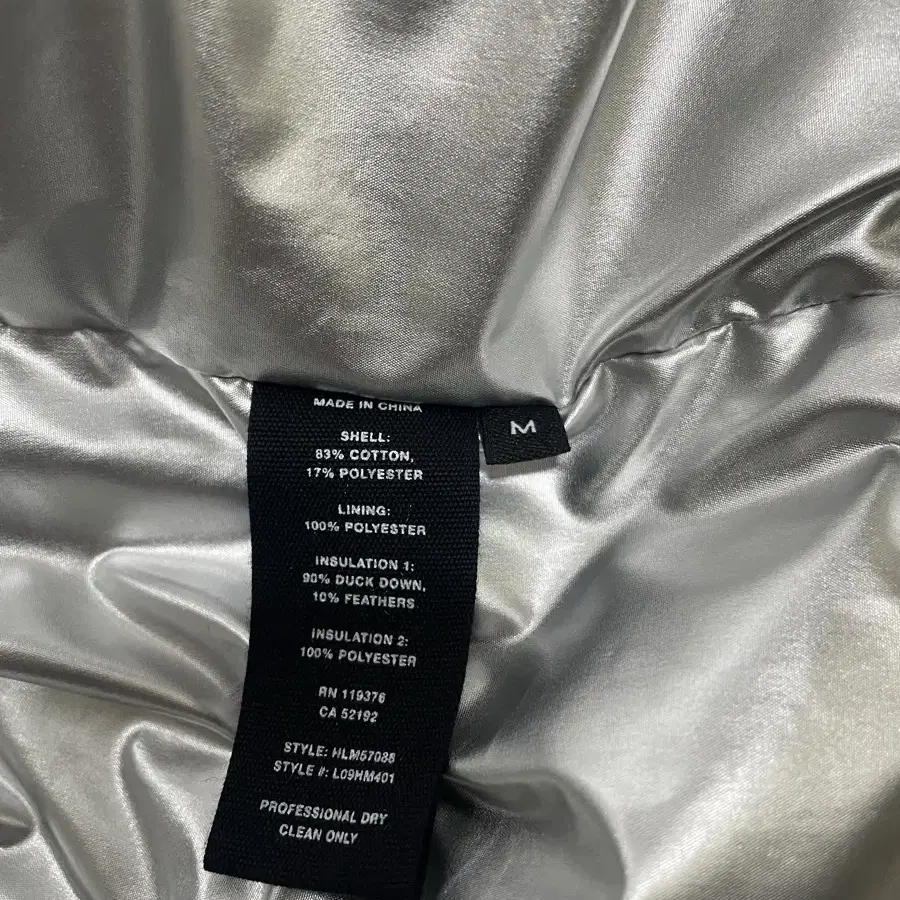 MADE IN CHINA
M
SHELL:
83% COTTON,
17% POLYESTER
LINING:
100% POLYESTER
INSULATION 1:
90% DUCK DOWN,
10% FEATHERS
INSULATION 2:
100% POLYESTER
RN 119376
CA 52192
STYLE: HLM57088
STYLE #: L09HM401
PROFESSIONAL DRY
CLEAN ONLY